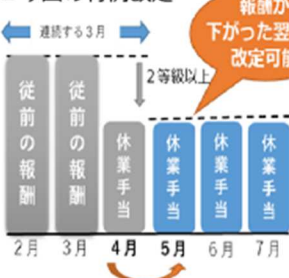 報酬が
下がった翌
改定可能
連続する3月
2等級以上
従前の報酬
従前の報酬
休業手当
休業手当
休業手当
休業手当
2月
3月
4月
5月
6月
7月